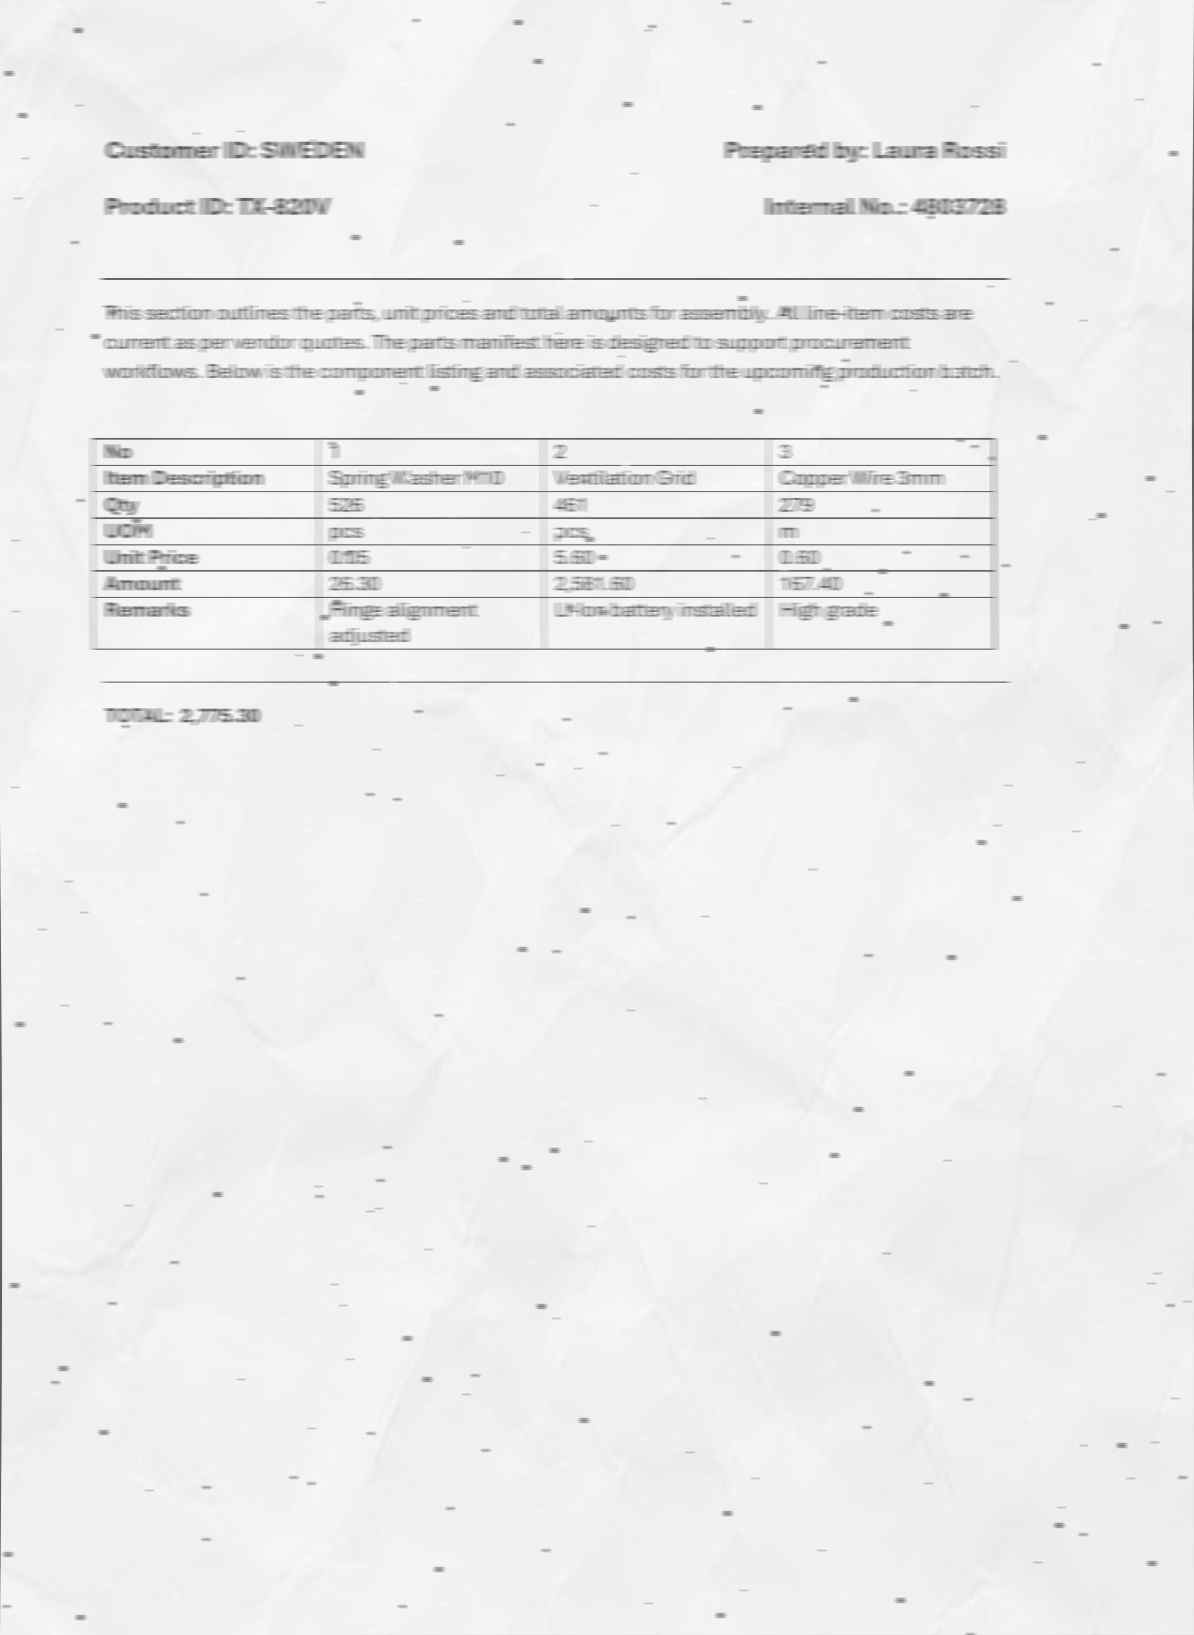 Customer ID: SWEDEN Prepared by: Laura Rossi
Product ID: TX-820V Internal No.: 4803728
This section outlines the parts, unit prices and total amounts for assembly. All line-item costs are
current as per vendor quotes. The parts manifest here is designed to support procurement
workflows. Below is the component listing and associated costs for the upcoming production batch.
No 1 2 3
Item Description Spring Washer M10 Ventilation Grid Copper Wire 3mm
Qty 526 461 279
UOM pcs pcs m
Unit Price 0.05 5.60 0.60
Amount 26.30 2,581.60 167.40
Remarks Hinge alignment Li-ion battery installed High grade
adjusted
TOTAL: 2,775.30